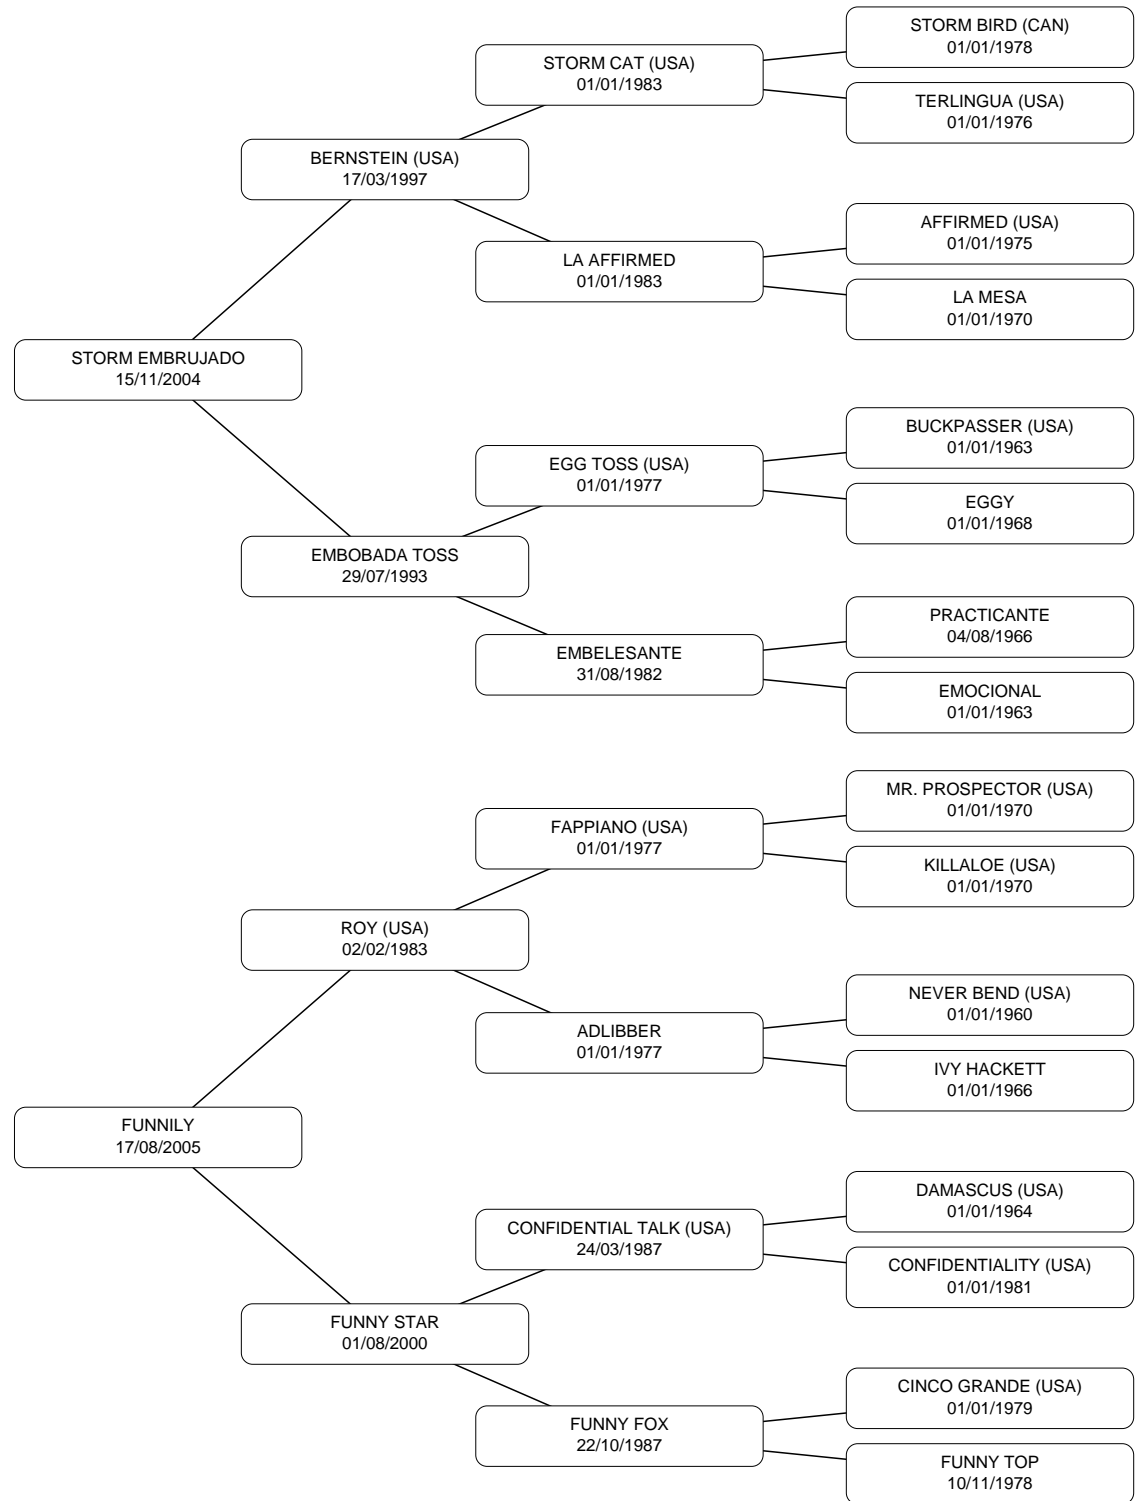 STORM BIRD (CAN)
01/01/1978
STORM CAT (USA)
01/01/1983
TERLINGUA (USA)
01/01/1976
BERNSTEIN (USA)
17/03/1997
AFFIRMED (USA)
01/01/1975
LA AFFIRMED
01/01/1983
LA MESA
01/01/1970
STORM EMBRUJADO
15/11/2004
BUCKPASSER (USA)
01/01/1963
EGG TOSS (USA)
01/01/1977
EGGY
01/01/1968
EMBOBADA TOSS
29/07/1993
PRACTICANTE
04/08/1966
EMBELESANTE
31/08/1982
EMOCIONAL
01/01/1963
MR. PROSPECTOR (USA)
01/01/1970
FAPPIANO (USA)
01/01/1977
KILLALOE (USA)
01/01/1970
ROY (USA)
02/02/1983
NEVER BEND (USA)
01/01/1960
ADLIBBER
01/01/1977
IVY HACKETT
01/01/1966
FUNNILY
17/08/2005
DAMASCUS (USA)
01/01/1964
CONFIDENTIAL TALK (USA)
24/03/1987
CONFIDENTIALITY (USA)
01/01/1981
FUNNY STAR
01/08/2000
CINCO GRANDE (USA)
01/01/1979
FUNNY FOX
22/10/1987
FUNNY TOP
10/11/1978